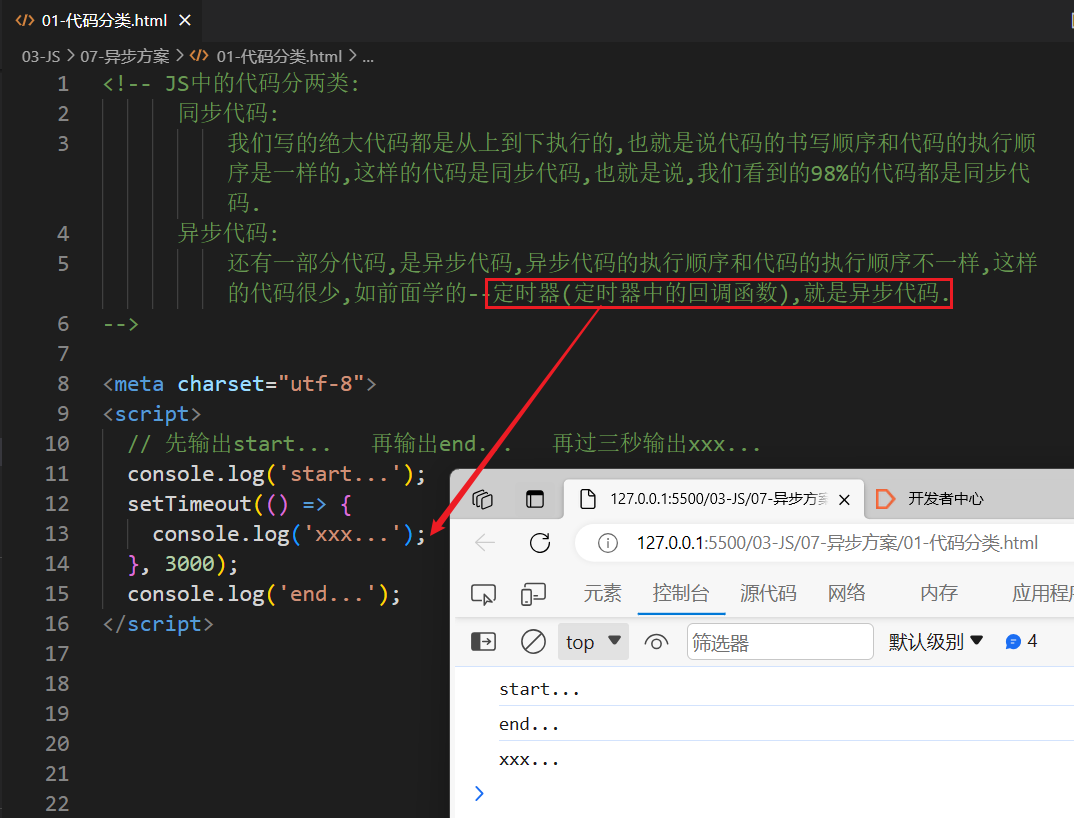 01-代码分类.html
03-JS > 07-异步方案 > 01-代码分类.html > ...
1 <!-- JS中的代码分两类:
2 同步代码:
3 我们写的绝大代码都是从上到下执行的,也就是说代码的书写顺序和代码的执行顺
序是一样的,这样的代码是同步代码,也就是说,我们看到的98%的代码都是同步代
码.
4 异步代码:
5 还有一部分代码,是异步代码,异步代码的执行顺序和代码的执行顺序不一样,这样
的代码很少,如前面学的--定时器(定时器中的回调函数),就是异步代码.
6 -->
7
8 <meta charset="utf-8">
9 <script>
10 // 先输出start... 再输出end... 再过三秒输出xxx...
11 console.log('start...');
12 setTimeout(() => {
13 console.log('xxx...');
14 }, 3000);
15 console.log('end...');
16 </script>
17
18
19
20
21
22
127.0.0.1:5500/03-JS/07-异步方案
开发者中心
127.0.0.1:5500/03-JS/07-异步方案/01-代码分类.html
元素 控制台 源代码 网络 内存 应用程序
top 筛选器 默认级别 4
start...
end...
xxx...